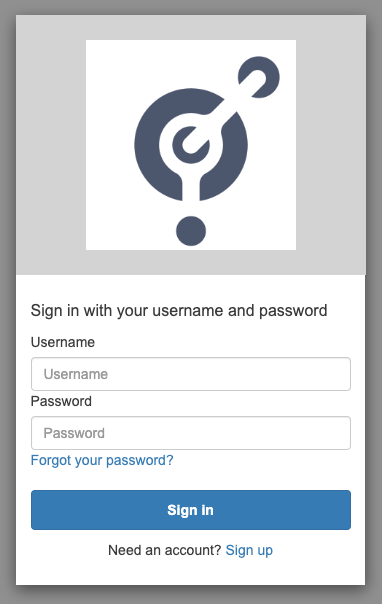 Sign in with your username and password
Username
Username
Password
Password
Forgot your password?
Sign in
Need an account? Sign up